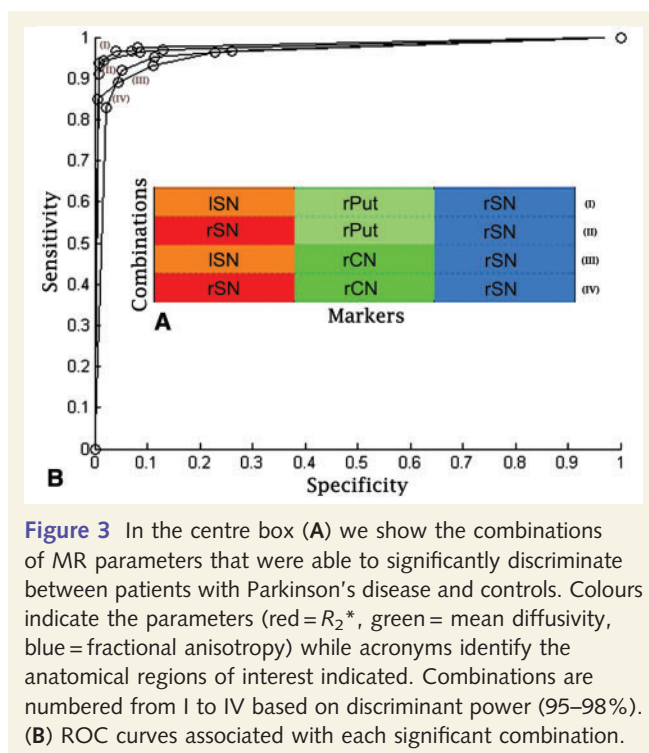 1
(I)
0.9
(II)
(III)
(IV)
0.8
0.7
0.6
Sensitivity
0.5
0.4
0.3
0.2
0.1
0
Combinations
lSN rPut rSN (I)
rSN rPut rSN (II)
lSN rCN rSN (III)
rSN rCN rSN (IV)
A Markers
B
0 0.1 0.2 0.3 0.4 0.5 0.6 0.7 0.8 0.9 1
Specificity
Figure 3 In the centre box (A) we show the combinations
of MR parameters that were able to significantly discriminate
between patients with Parkinson's disease and controls. Colours
indicate the parameters (red = R2*, green = mean diffusivity,
blue = fractional anisotropy) while acronyms identify the
anatomical regions of interest indicated. Combinations are
numbered from I to IV based on discriminant power (95–98%).
(B) ROC curves associated with each significant combination.